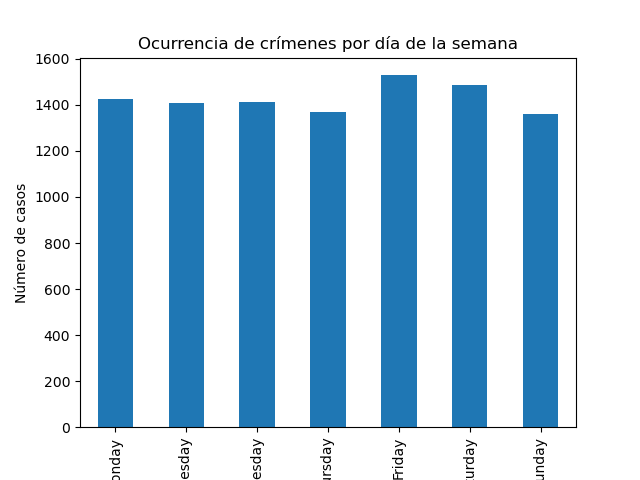 Ocurrencia de crímenes por día de la semana
Número de casos
1600
1400
1200
1000
800
600
400
200
0
onday
esday
esday
ursday
Friday
turday
unday